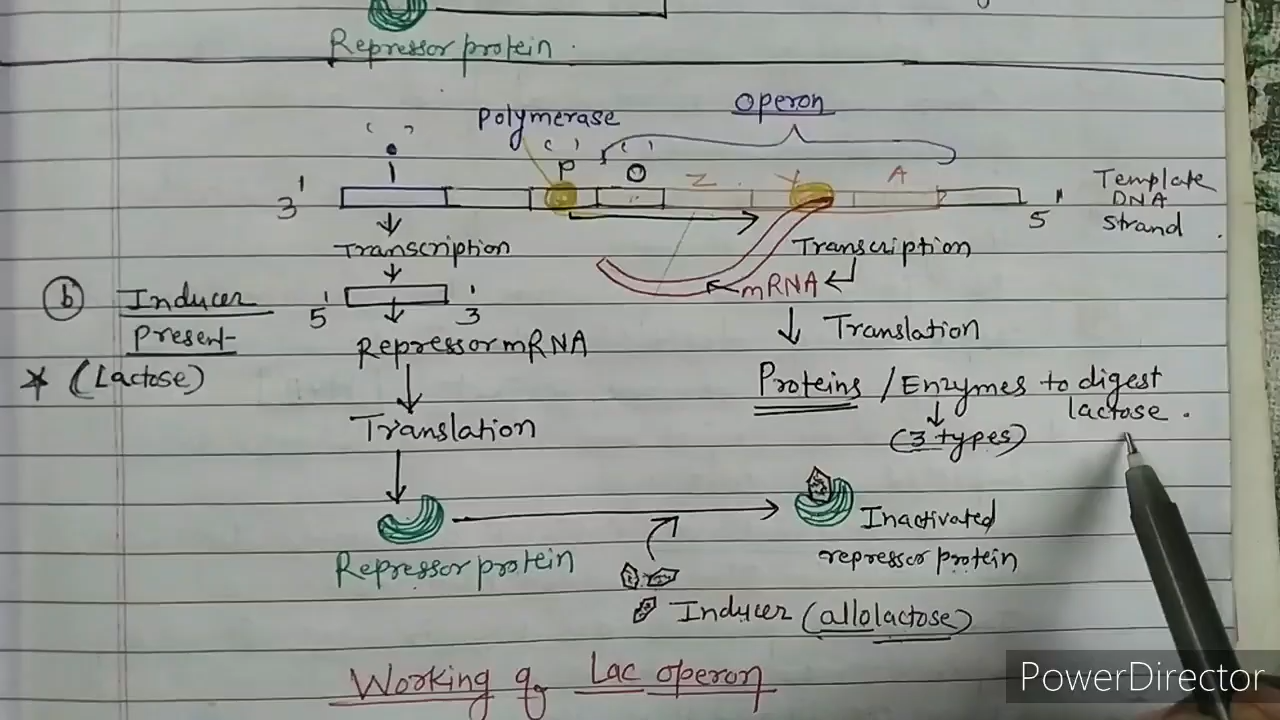 Repressor protein.
Operon
Polymerase
i P O Z Y A
3' 5'
Template
DNA
strand.
Transcription
Transcription
mRNA
(b) Inducer
present
* (Lactose)
5' 3'
Repressor mRNA
Translation
Translation
Proteins / Enzymes to digest
lactose.
(3 types)
Repressor protein
Inactivated
repressor protein
Inducer (allolactose)
Working of Lac operon
PowerDirector